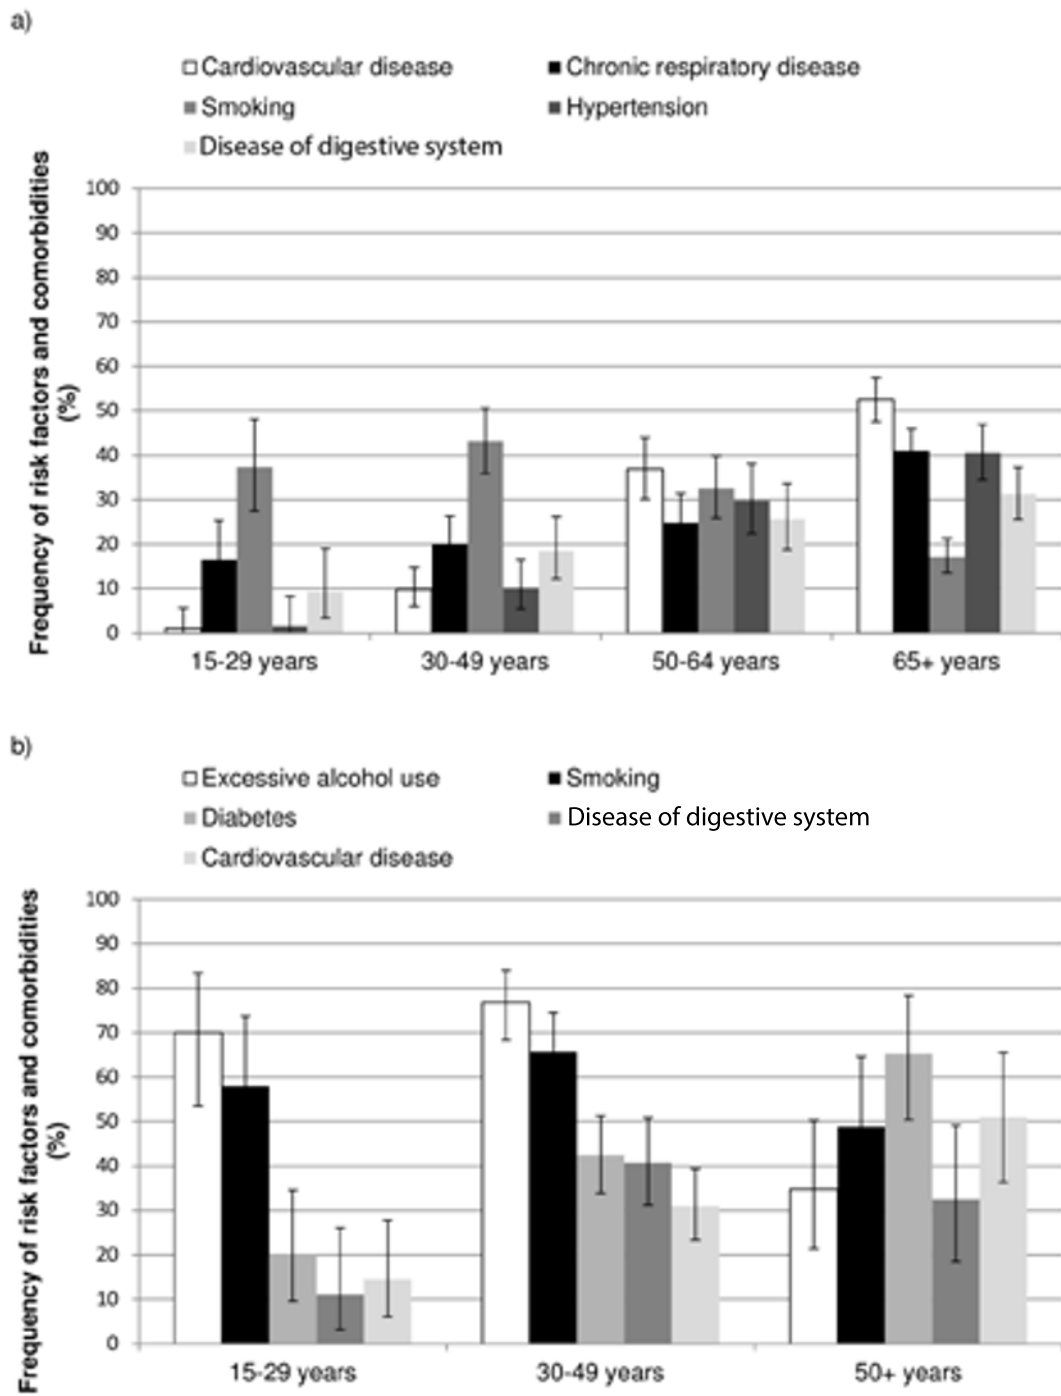 a)
Cardiovascular disease
Chronic respiratory disease
Smoking
Hypertension
Disease of digestive system
Frequency of risk factors and comorbidities
(%)
100
90
80
70
60
50
40
30
20
10
0
15-29 years
30-49 years
50-64 years
65+ years
b)
Excessive alcohol use
Smoking
Diabetes
Disease of digestive system
Cardiovascular disease
Frequency of risk factors and comorbidities
(%)
100
90
80
70
60
50
40
30
20
10
0
15-29 years
30-49 years
50+ years